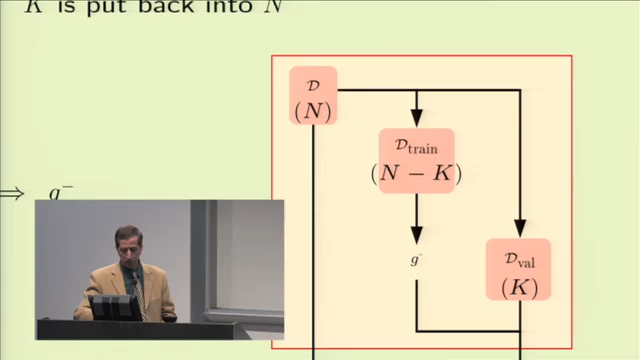 K is put back into N
𝒟
(N)
𝒟train
(N − K)
⟹ g⁻
g⁻
𝒟val
(K)